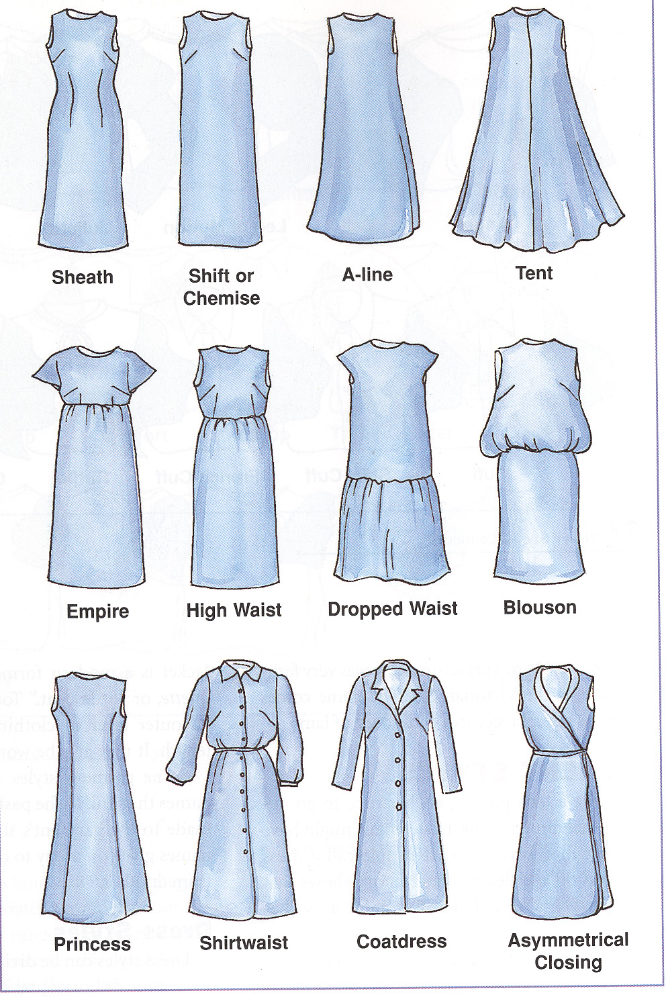 Sheath
Shift or
Chemise
A-line
Tent
Empire
High Waist
Dropped Waist
Blouson
Princess
Shirtwaist
Coatdress
Asymmetrical
Closing